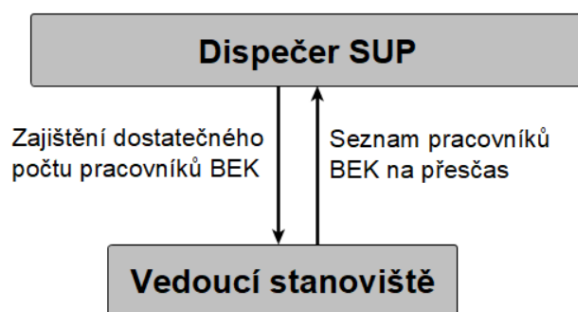 Dispečer SUP
Zajištění dostatečného
počtu pracovníků BEK
Seznam pracovníků
BEK na přesčas
Vedoucí stanoviště